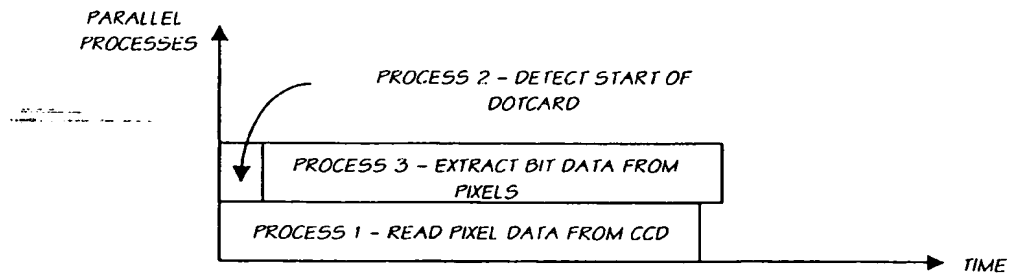 PARALLEL
PROCESSES
PROCESS 2 - DETECT START OF
DOTCARD
PROCESS 3 - EXTRACT BIT DATA FROM
PIXELS
PROCESS 1 - READ PIXEL DATA FROM CCD
TIME